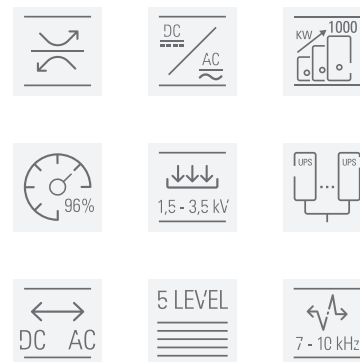 DC
AC
1000
KW
96%
1,5 - 3,5 kV
UPS
UPS
DC AC
5 LEVEL
7 - 10 kHz